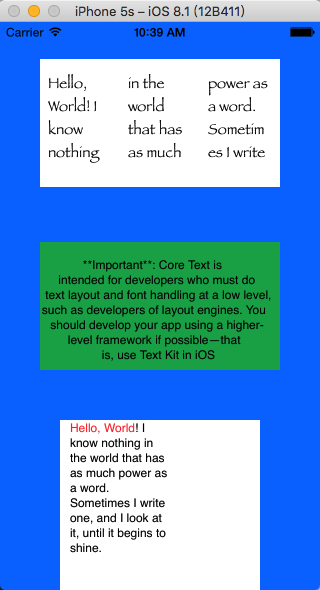 iPhone 5s – iOS 8.1 (12B411)
Carrier 10:39 AM
Hello,
World! I
know
nothing
in the
world
that has
as much
power as
a word.
Sometim
es I write
**Important**: Core Text is
intended for developers who must do
text layout and font handling at a low level,
such as developers of layout engines. You
should develop your app using a higher-
level framework if possible—that
is, use Text Kit in iOS
Hello, World! I
know nothing in
the world that has
as much power as
a word.
Sometimes I write
one, and I look at
it, until it begins to
shine.